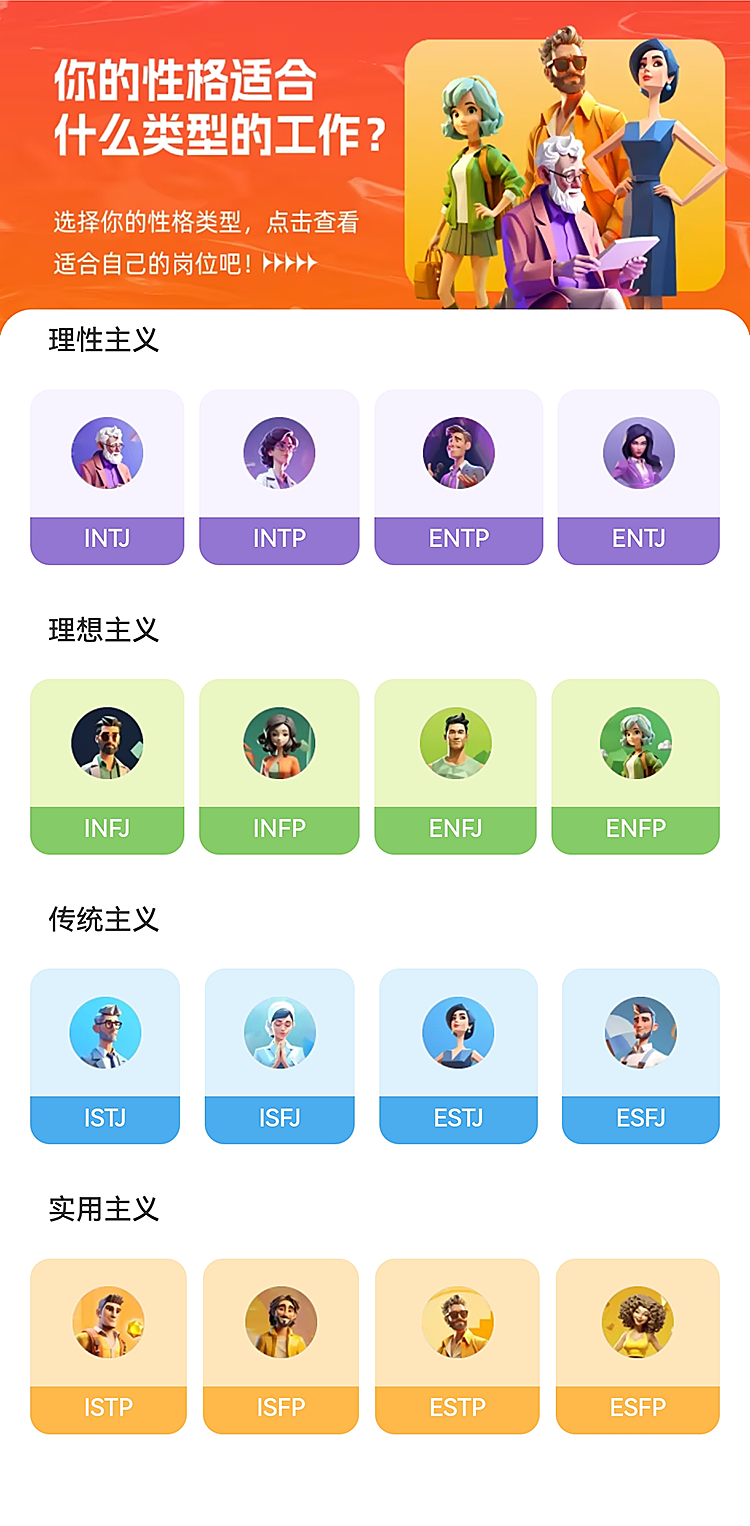 你的性格适合
什么类型的工作？
选择你的性格类型，点击查看
适合自己的岗位吧！
理性主义
INTJ INTP ENTP ENTJ
理想主义
INFJ INFP ENFJ ENFP
传统主义
ISTJ ISFJ ESTJ ESFJ
实用主义
ISTP ISFP ESTP ESFP